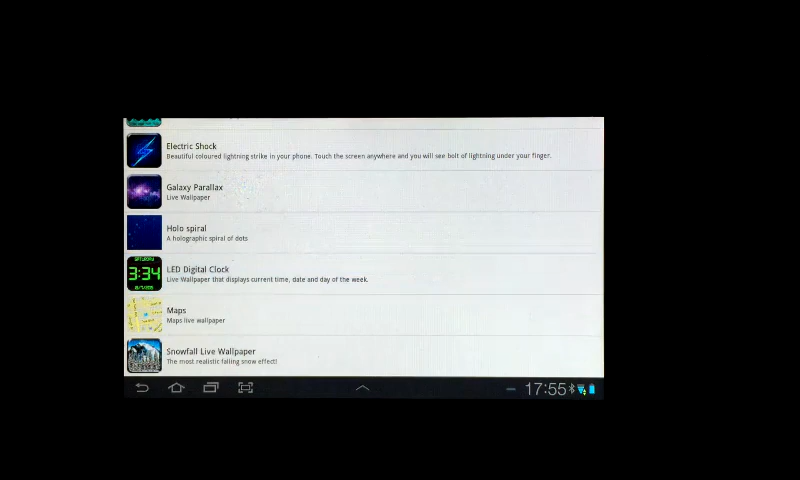 Electric Shock
Beautiful coloured lightning strike in your phone. Touch the screen anywhere and you will see bolt of lightning under your finger.
Galaxy Parallax
Live Wallpaper
Holo spiral
A holographic spiral of dots
SATURDAY
3:34
LED Digital Clock
Live Wallpaper that displays current time, date and day of the week.
Maps
Maps live wallpaper
Snowfall Live Wallpaper
The most realistic falling snow effect!
17:55